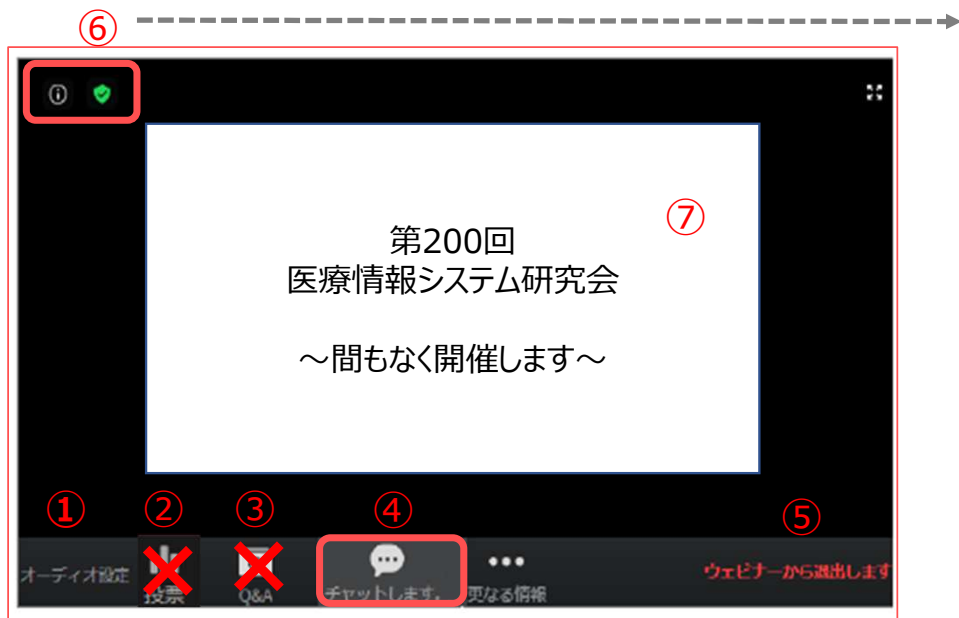 ⑥
⑦
第200回
医療情報システム研究会
～間もなく開催します～
① ② ③ ④ ⑤
オーディオ設定 投票 Q&A チャットします。 更なる情報 ウェビナーから退出します